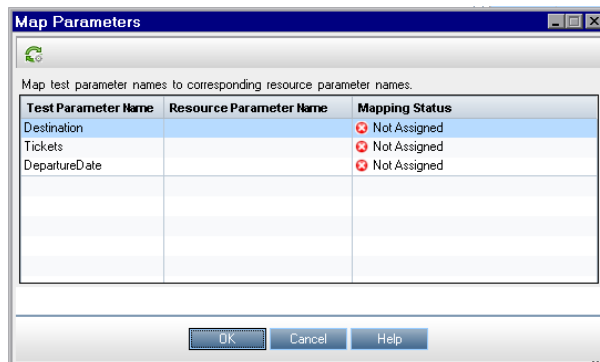 Map Parameters
Map test parameter names to corresponding resource parameter names.
Test Parameter Name Resource Parameter Name Mapping Status
Destination Not Assigned
Tickets Not Assigned
DepartureDate Not Assigned
OK Cancel Help